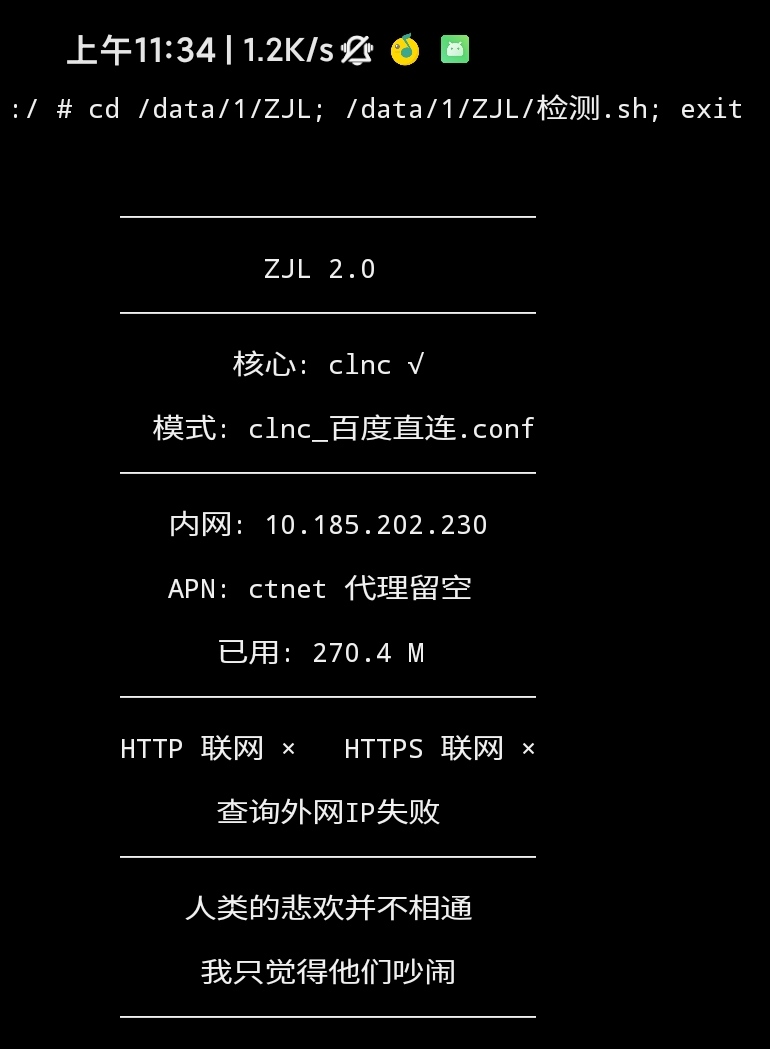 上午11:34 | 1.2K/s
:/ # cd /data/1/ZJL; /data/1/ZJL/检测.sh; exit
ZJL 2.0
核心: clnc √
模式: clnc_百度直连.conf
内网: 10.185.202.230
APN: ctnet 代理留空
已用: 270.4 M
HTTP 联网 × HTTPS 联网 ×
查询外网IP失败
人类的悲欢并不相通
我只觉得他们吵闹